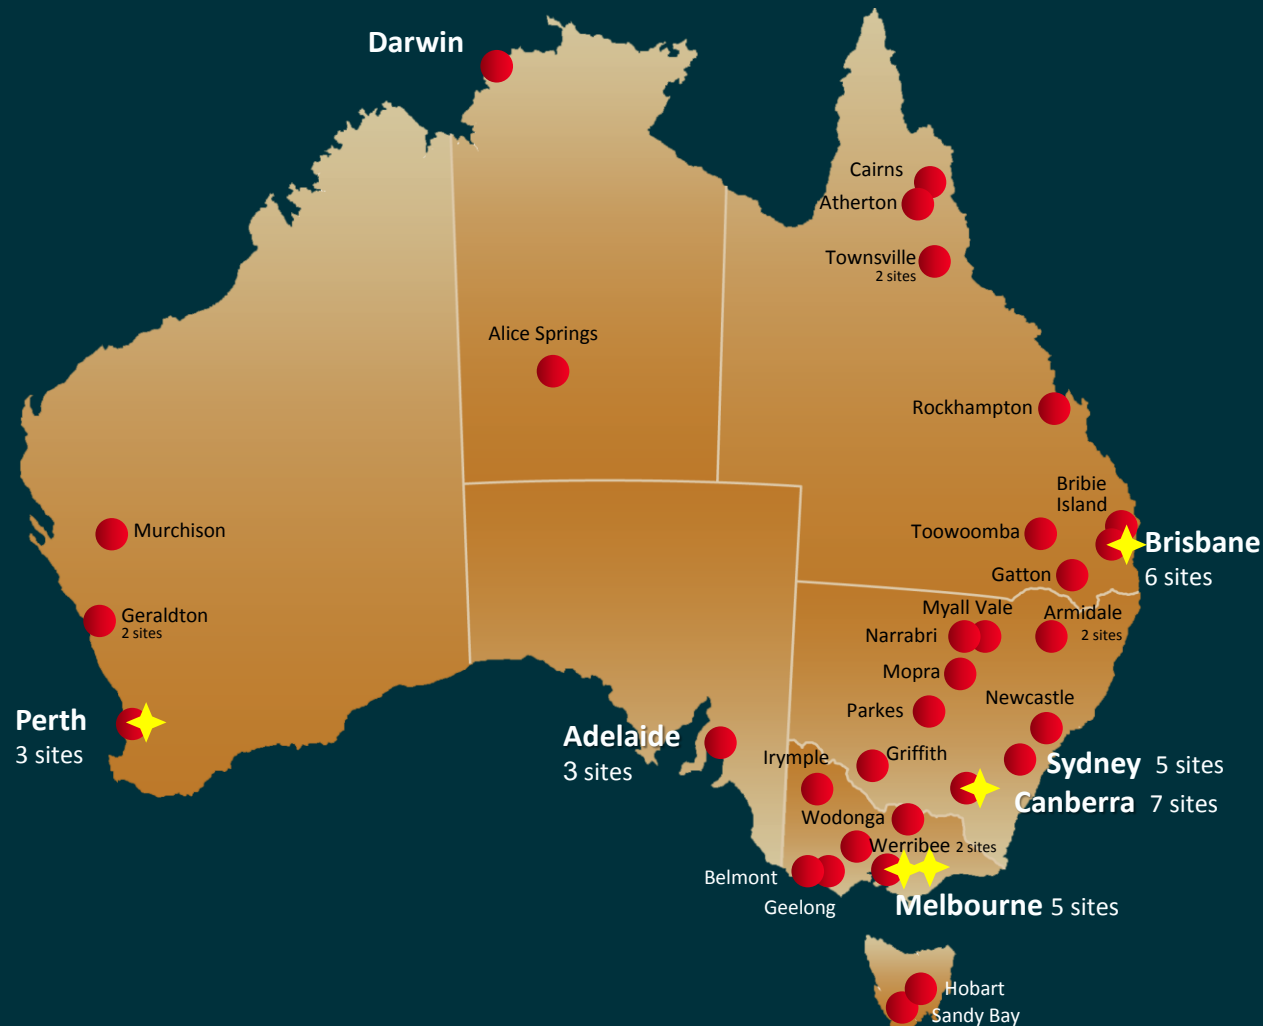 Darwin
Cairns
Atherton
Townsville
2 sites
Alice Springs
Rockhampton
Bribie
Island
Murchison
Toowoomba
Brisbane
6 sites
Gatton
Geraldton
2 sites
Myall Vale
Armidale
2 sites
Narrabri
Mopra
Newcastle
Parkes
Perth
3 sites
Adelaide
3 sites
Irymple
Griffith
Sydney 5 sites
Canberra 7 sites
Wodonga
Werribee 2 sites
Belmont
Geelong
Melbourne 5 sites
Hobart
Sandy Bay